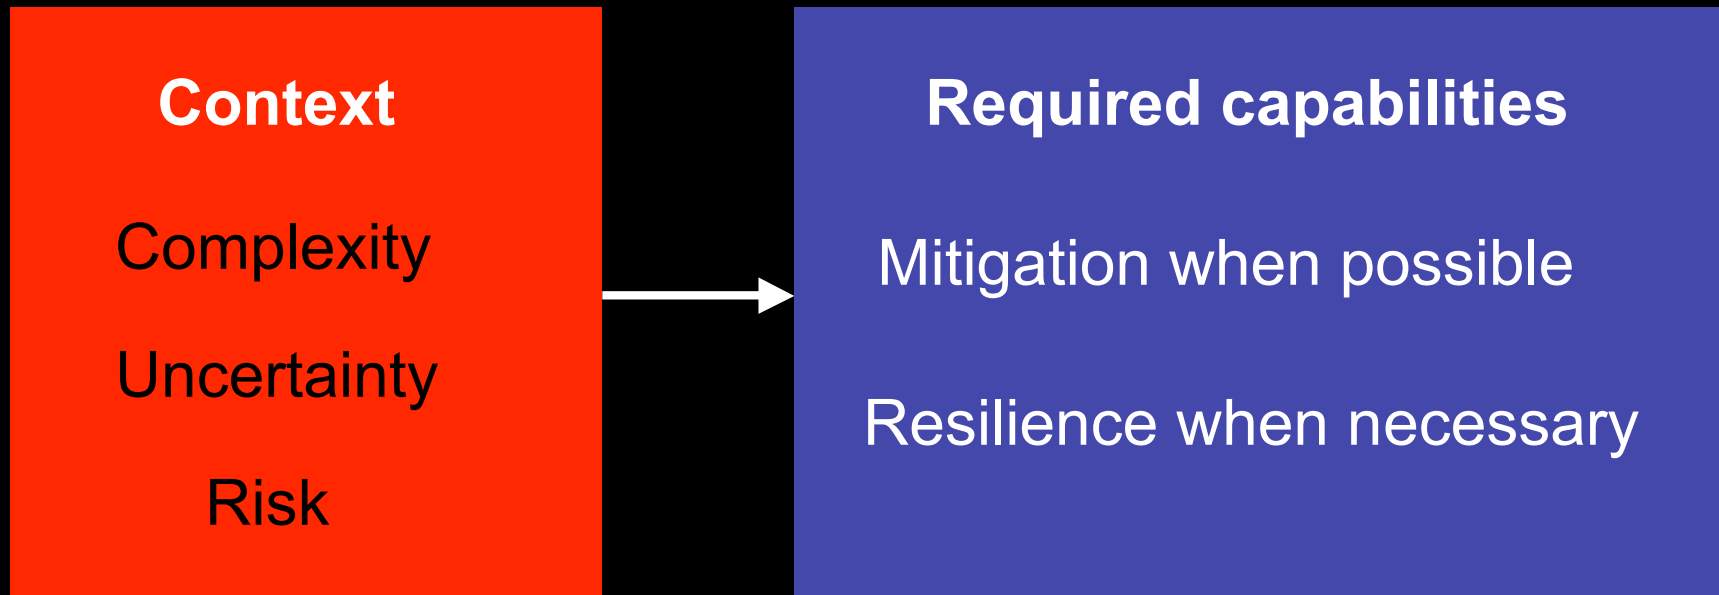 Context
Complexity
Uncertainty
Risk
Required capabilities
Mitigation when possible
Resilience when necessary